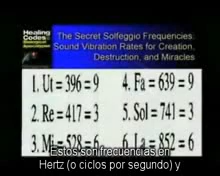 Healing
Codes
The Secret Solfeggio Frequencies:
Sound Vibration Rates for Creation,
Destruction, and Miracles
1. Ut = 396 = 9
2. Re = 417 = 3
3. Mi = 528 = 6
4. Fa = 639 = 9
5. Sol = 741 = 3
6. La = 852 = 6
Estos son frecuencias en
Hertz (o ciclos por segundo) y